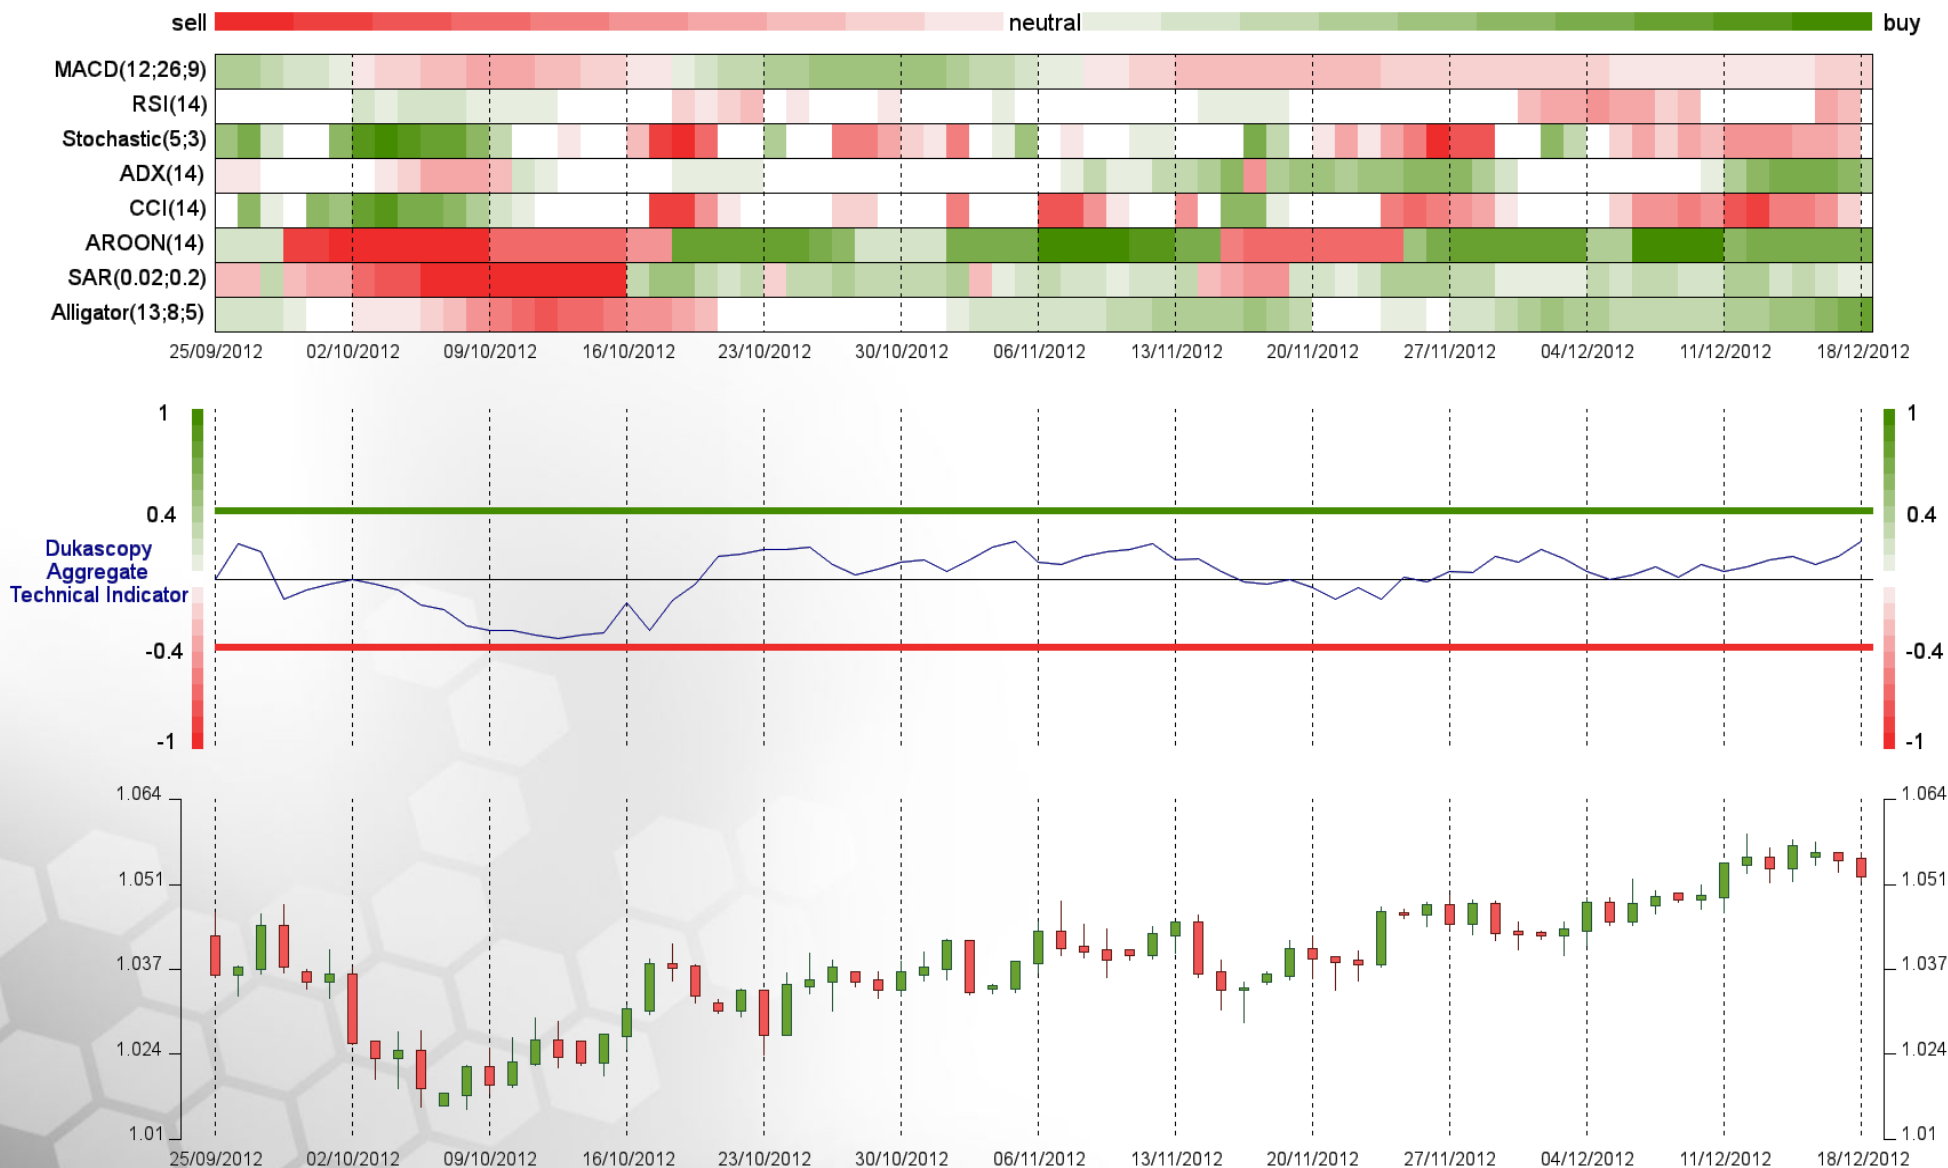 sell neutral buy
MACD(12;26;9)
RSI(14)
Stochastic(5;3)
ADX(14)
CCI(14)
AROON(14)
SAR(0.02;0.2)
Alligator(13;8;5)
25/09/2012 02/10/2012 09/10/2012 16/10/2012 23/10/2012 30/10/2012 06/11/2012 13/11/2012 20/11/2012 27/11/2012 04/12/2012 11/12/2012 18/12/2012
1 1
0.4 0.4
Dukascopy
Aggregate
Technical Indicator
-0.4 -0.4
-1 -1
1.064 1.064
1.051 1.051
1.037 1.037
1.024 1.024
1.01 1.01
25/09/2012 02/10/2012 09/10/2012 16/10/2012 23/10/2012 30/10/2012 06/11/2012 13/11/2012 20/11/2012 27/11/2012 04/12/2012 11/12/2012 18/12/2012